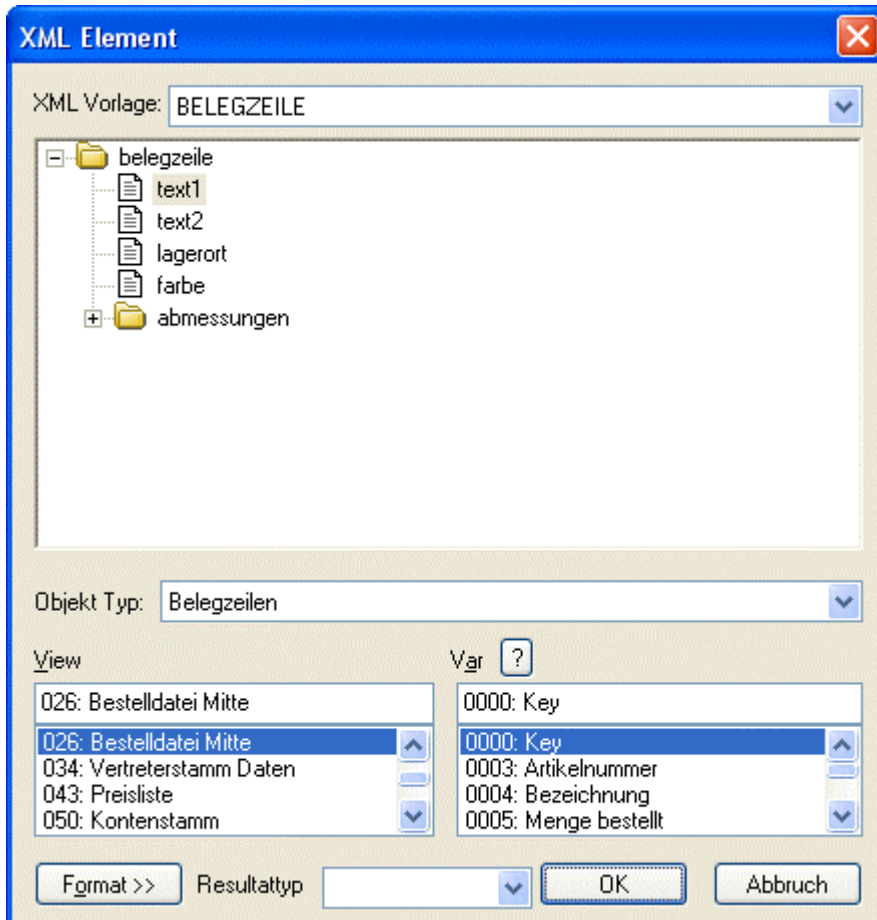 XML Element
XML Vorlage: BELEGZEILE
belegzeile
text1
text2
lagerort
farbe
abmessungen
Objekt Typ: Belegzeilen
View Var ?
026: Bestelldatei Mitte 0000: Key
026: Bestelldatei Mitte 0000: Key
034: Vertreterstamm Daten 0003: Artikelnummer
043: Preisliste 0004: Bezeichnung
050: Kontenstamm 0005: Menge bestellt
Format >> Resultattyp OK Abbruch